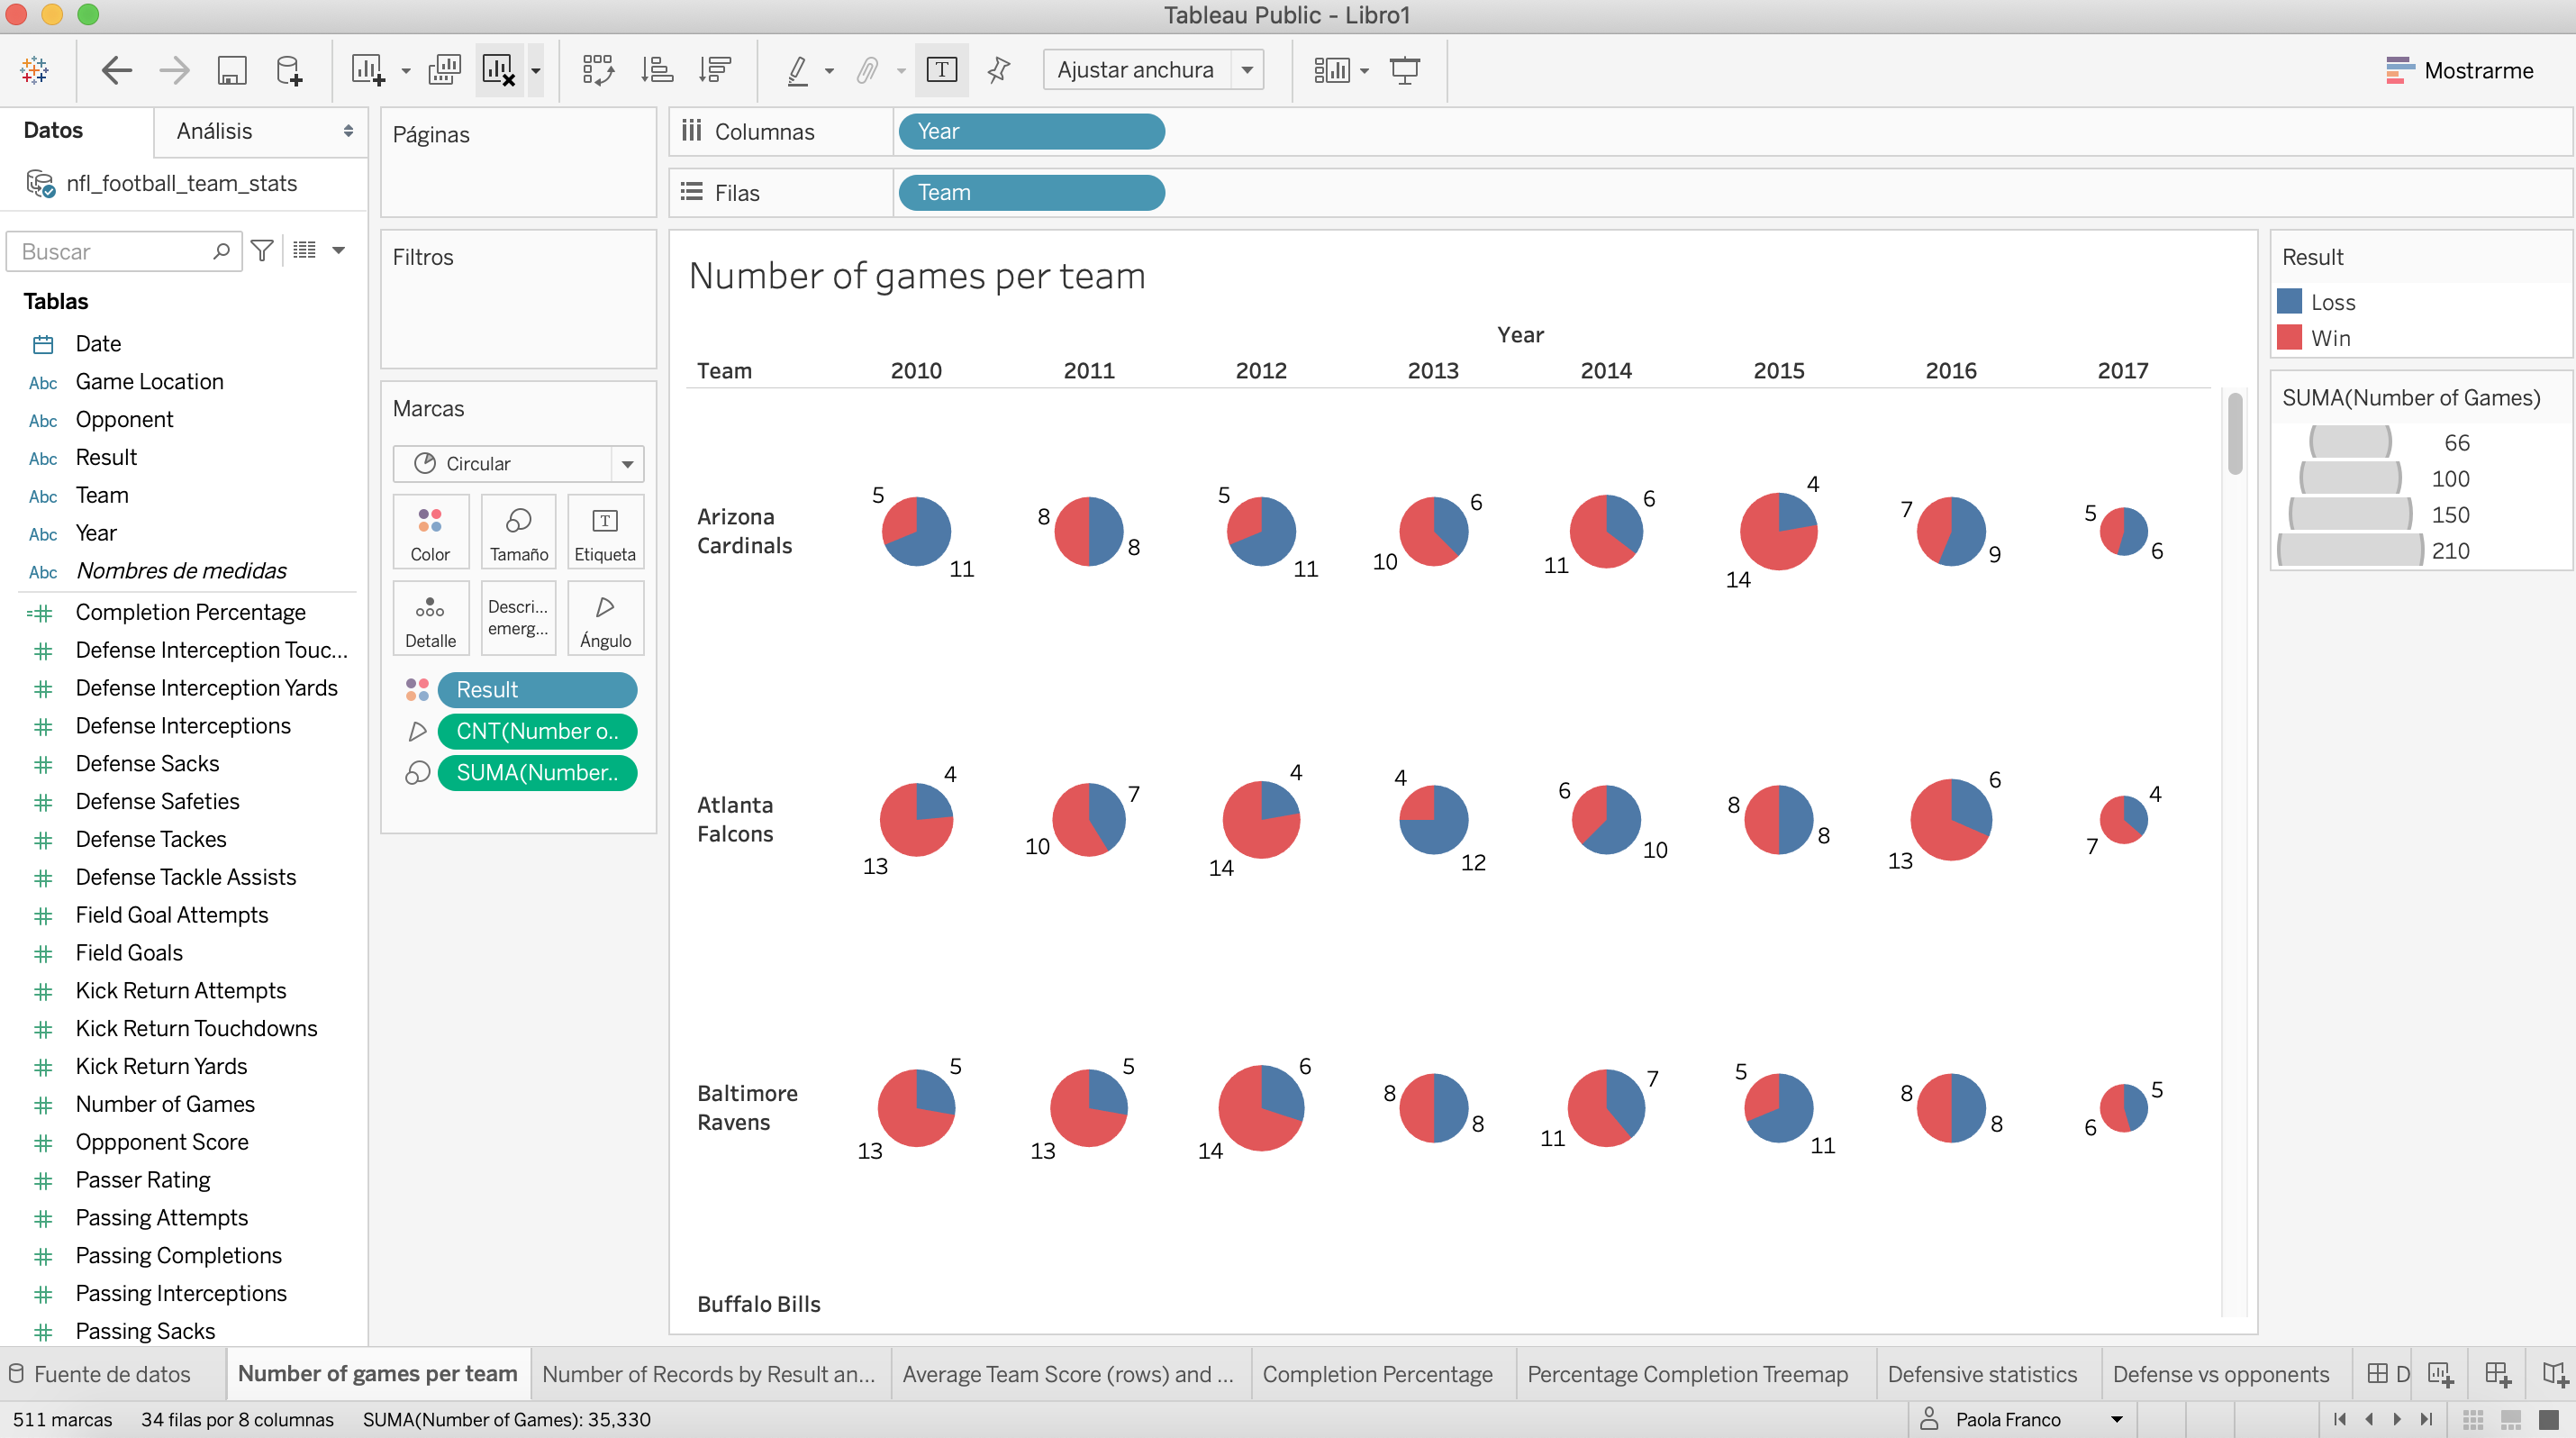 Tableau Public - Libro1
Ajustar anchura
Mostrarme
Datos
Análisis
nfl_football_team_stats
Buscar
Tablas
Date
Abc Game Location
Abc Opponent
Abc Result
Abc Team
Abc Year
Abc Nombres de medidas
Completion Percentage
Defense Interception Touc...
Defense Interception Yards
Defense Interceptions
Defense Sacks
Defense Safeties
Defense Tackes
Defense Tackle Assists
Field Goal Attempts
Field Goals
Kick Return Attempts
Kick Return Touchdowns
Kick Return Yards
Number of Games
Oppponent Score
Passer Rating
Passing Attempts
Passing Completions
Passing Interceptions
Passing Sacks
Páginas
Filtros
Marcas
Circular
Color
Tamaño
T
Etiqueta
Detalle
Descri...
emerg...
Ángulo
Result
CNT(Number o..
SUMA(Number..
Columnas
Year
Filas
Team
Number of games per team
Year
Team 2010 2011 2012 2013 2014 2015 2016 2017
Arizona
Cardinals
5 11 8 8 5 11 6 10 6 11 4 14 7 9 5 6
Atlanta
Falcons
4 13 7 10 4 14 4 12 6 10 8 8 6 13 4 7
Baltimore
Ravens
5 13 5 13 6 14 8 8 7 11 5 11 8 8 5 6
Buffalo Bills
Result
Loss
Win
SUMA(Number of Games)
66
100
150
210
Fuente de datos
Number of games per team
Number of Records by Result an...
Average Team Score (rows) and ...
Completion Percentage
Percentage Completion Treemap
Defensive statistics
Defense vs opponents
D
511 marcas
34 filas por 8 columnas
SUMA(Number of Games): 35,330
Paola Franco